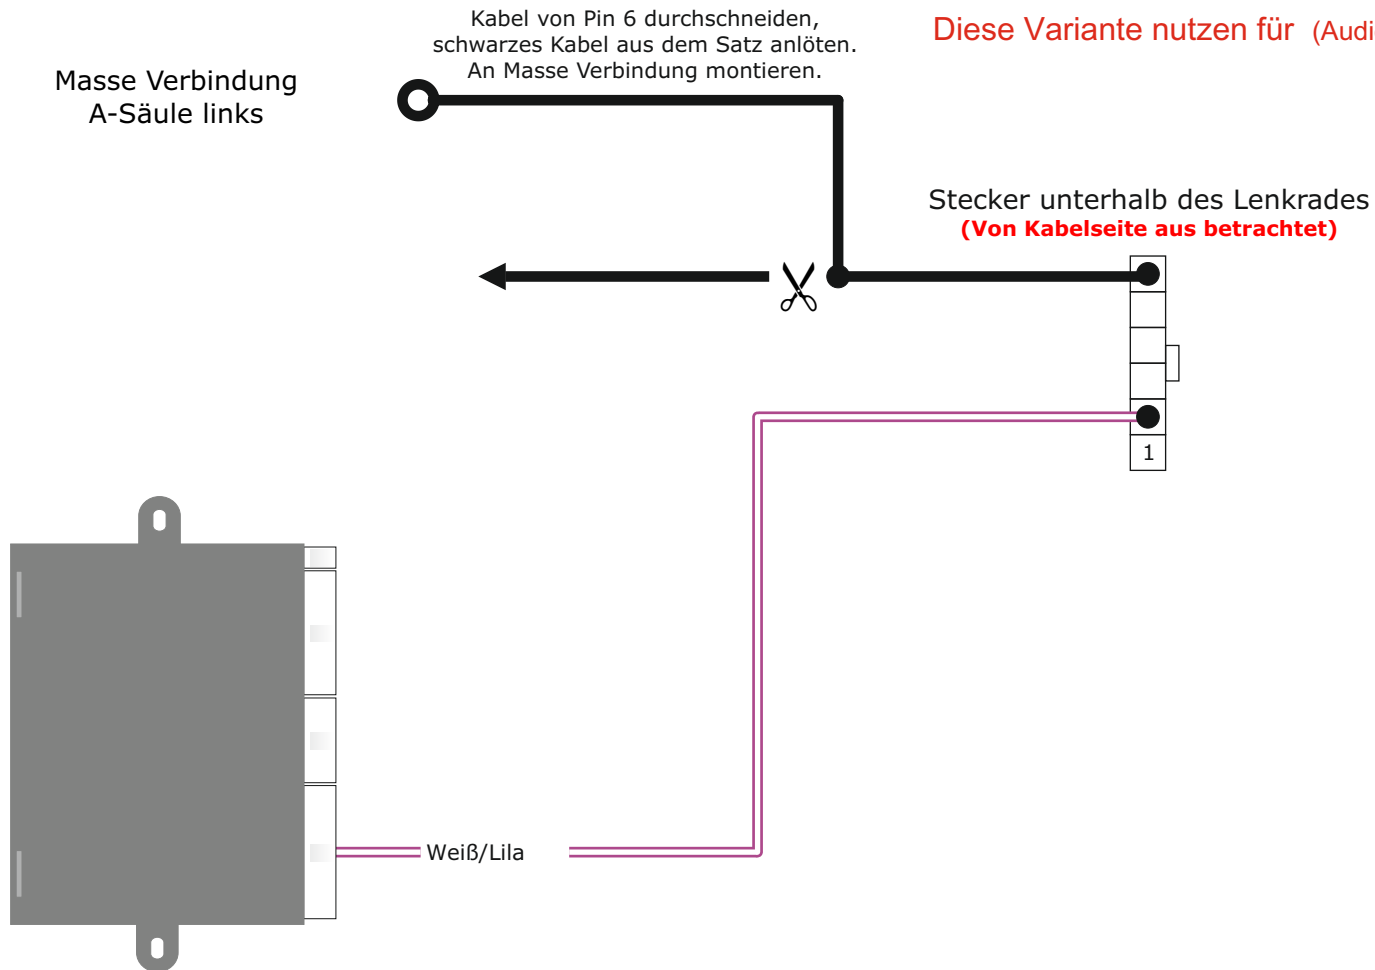 Kabel von Pin 6 durchschneiden,
schwarzes Kabel aus dem Satz anlöten.
An Masse Verbindung montieren.
Diese Variante nutzen für (Audi
Masse Verbindung
A-Säule links
Stecker unterhalb des Lenkrades
(Von Kabelseite aus betrachtet)
1
Weiß/Lila